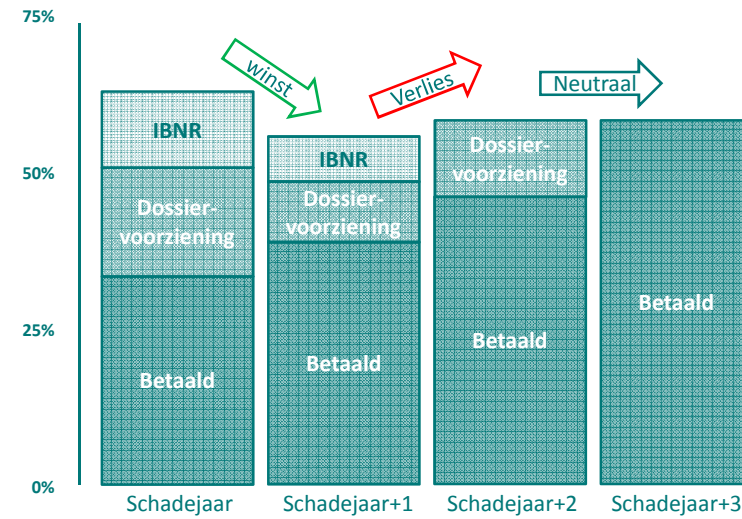 75%
50%
25%
0%
winst
Verlies
Neutraal
IBNR
Dossier-
voorziening
Betaald
IBNR
Dossier-
voorziening
Betaald
Dossier-
voorziening
Betaald
Betaald
Schadejaar
Schadejaar+1
Schadejaar+2
Schadejaar+3